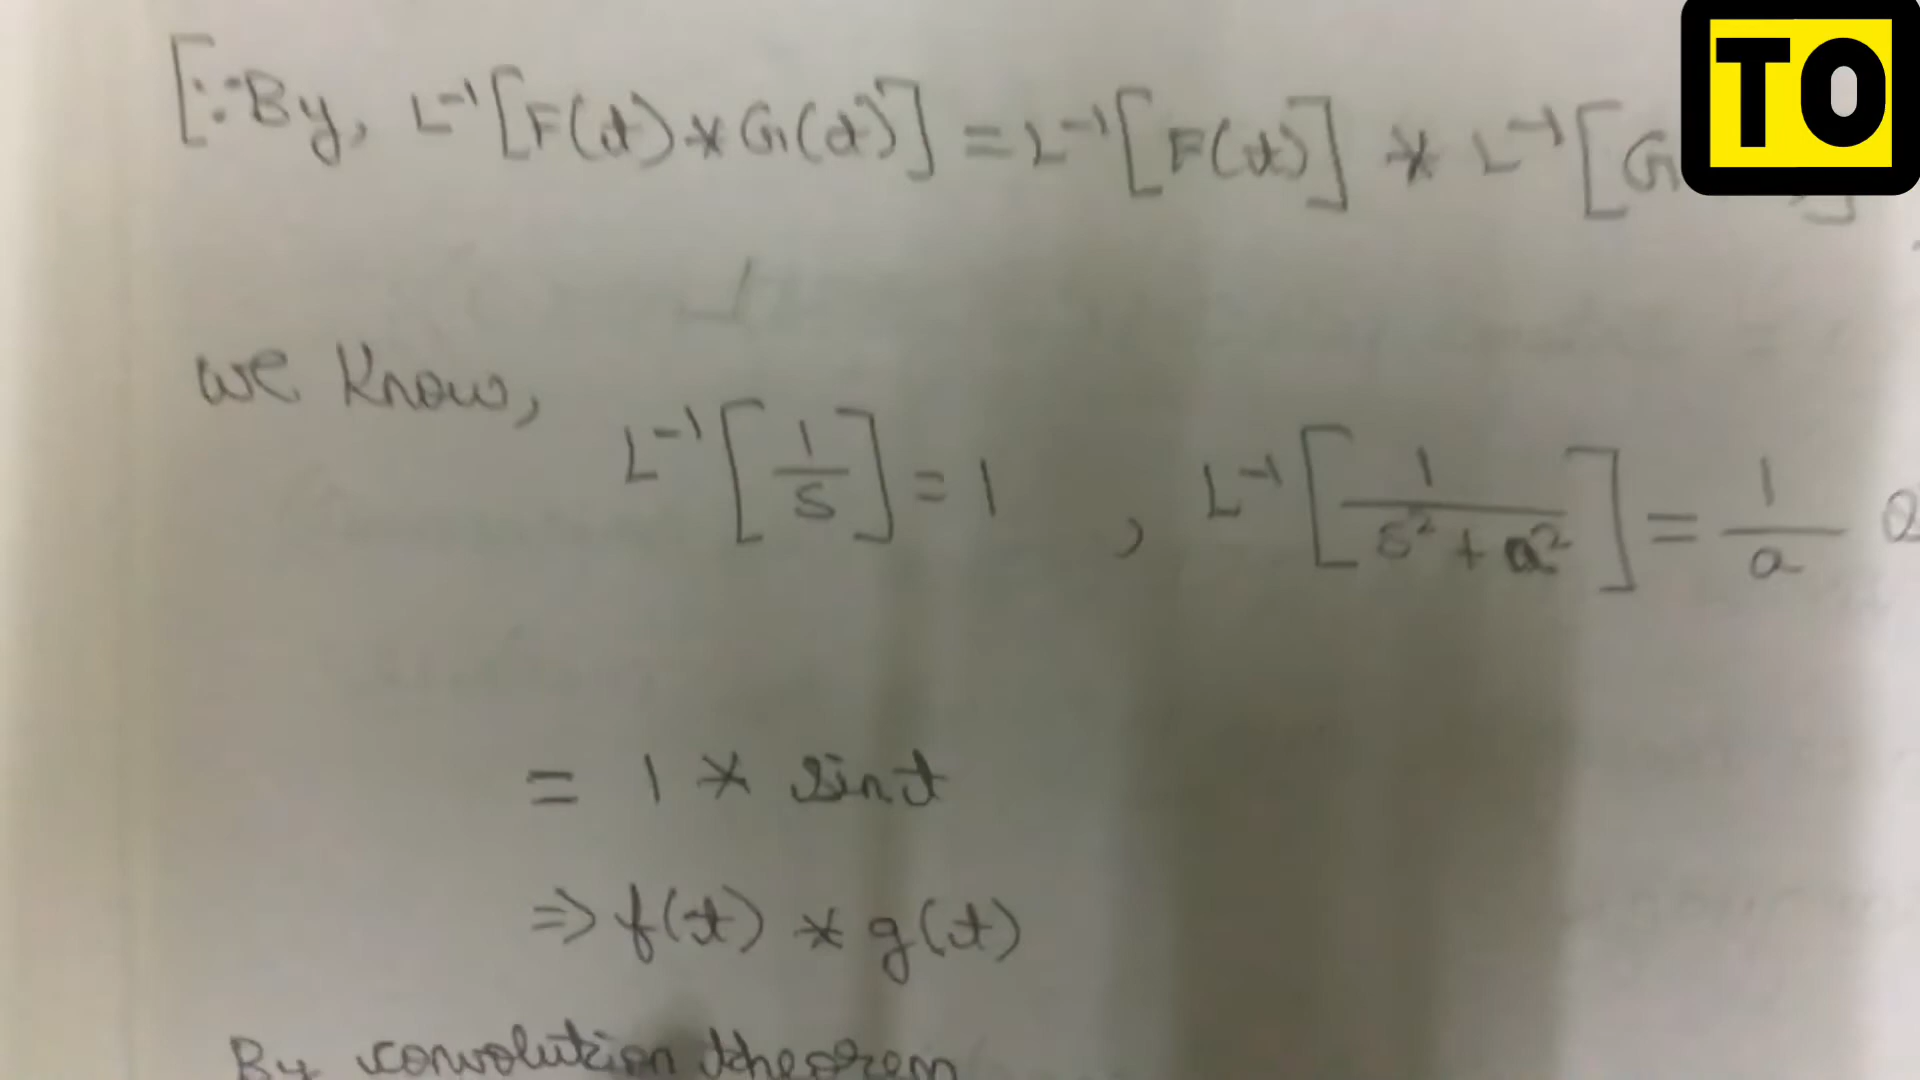 TO
[∵By, L⁻¹[F(t)*G(t)] = L⁻¹[F(t)] * L⁻¹[G
we know,
L⁻¹[1/s] = 1 , L⁻¹[1/s²+a²] = 1/a
= 1 * sint
⇒ f(t) * g(t)
By convolution theorem